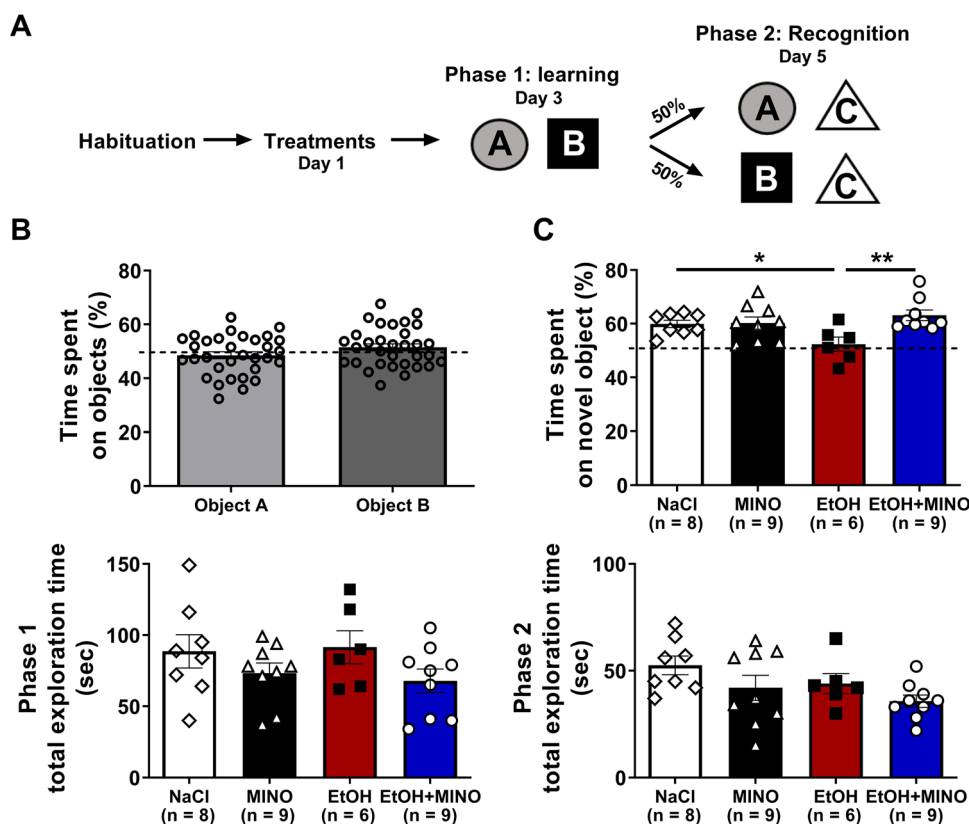 A
Phase 2: Recognition
Day 5
Phase 1: learning
Day 3
Habituation
Treatments
Day 1
A
B
50%
50%
A
C
B
C
B
Time spent
on objects (%)
80
60
40
20
0
Object A
Object B
C
Time spent
on novel object (%)
80
60
40
20
0
*
**
NaCl
(n = 8)
MINO
(n = 9)
EtOH
(n = 6)
EtOH+MINO
(n = 9)
Phase 1
total exploration time
(sec)
150
100
50
0
NaCl
(n = 8)
MINO
(n = 9)
EtOH
(n = 6)
EtOH+MINO
(n = 9)
Phase 2
total exploration time
(sec)
100
50
0
NaCl
(n = 8)
MINO
(n = 9)
EtOH
(n = 6)
EtOH+MINO
(n = 9)